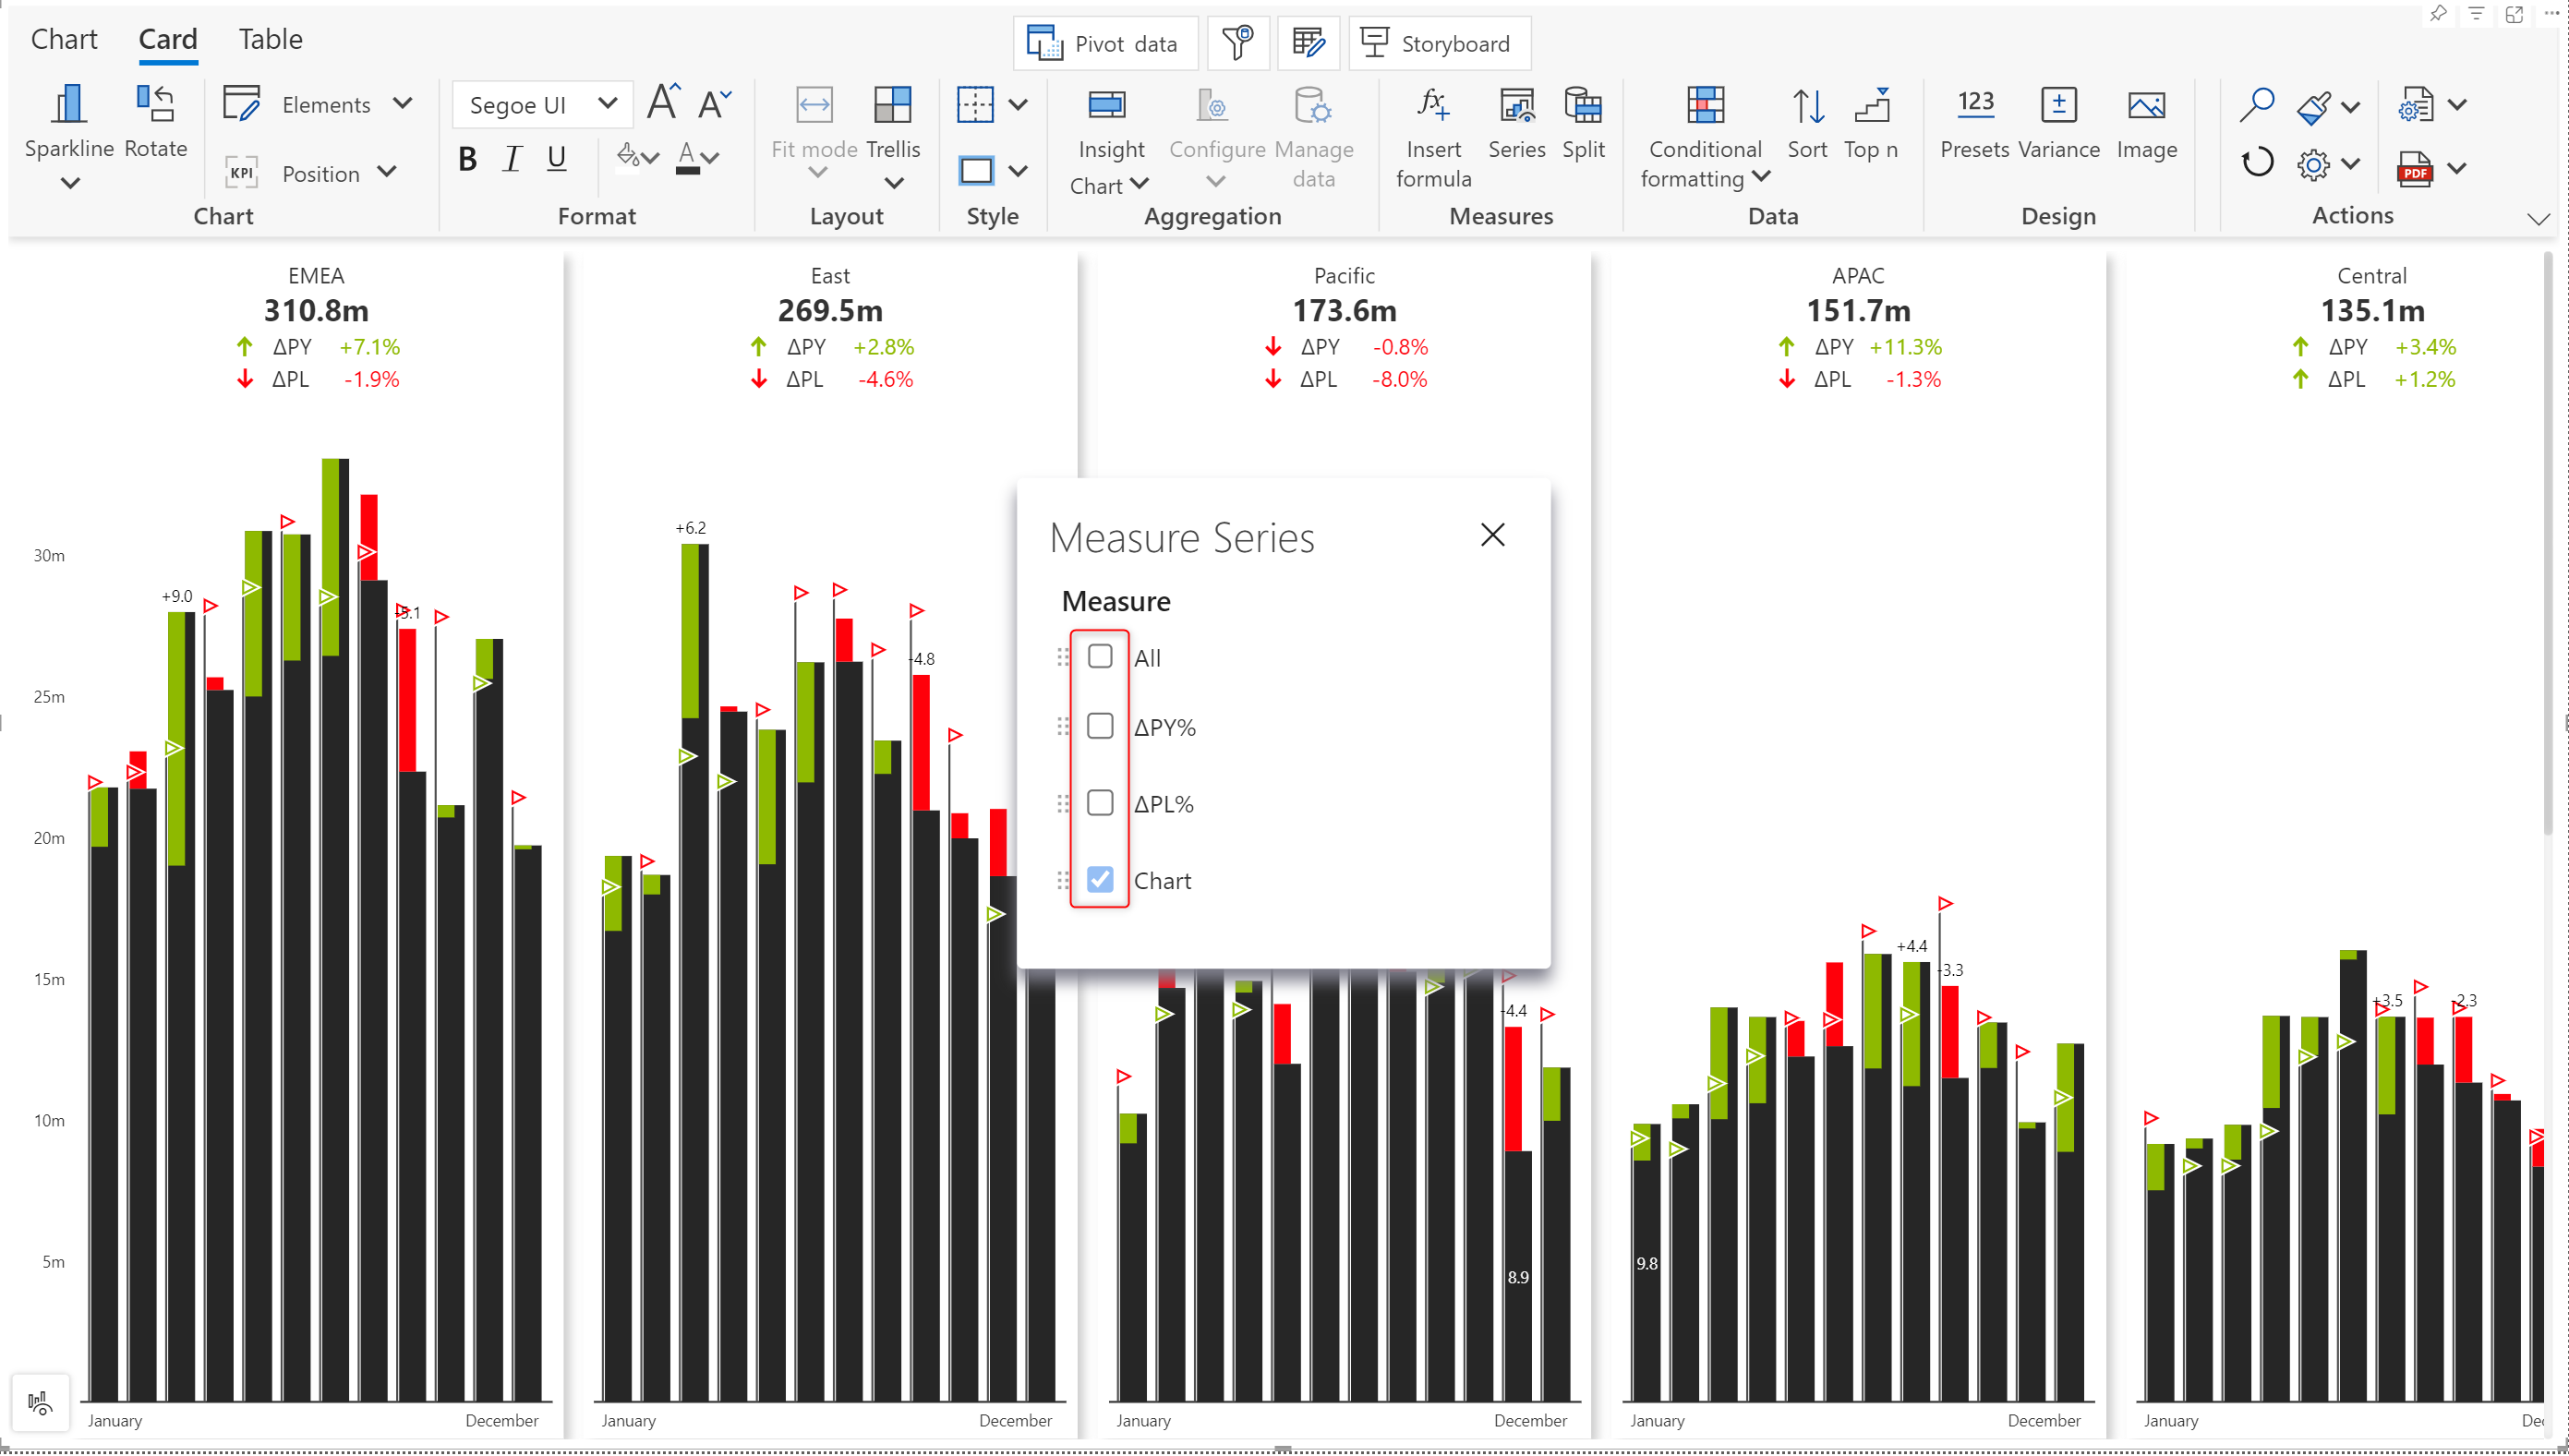 Chart Card Table
Pivot data
Storyboard
Sparkline
Rotate
Elements
KPI Position
Chart
Segoe UI
A A
B I U
A
Format
Fit mode
Trellis
Layout
Style
Insight
Chart
Configure
Manage
data
Aggregation
fx
Insert
formula
Series
Split
Measures
Conditional
formatting
Sort
Top n
Data
123
Presets
Variance
Image
Design
PDF
Actions
EMEA
310.8m
ΔPY +7.1%
ΔPL -1.9%
East
269.5m
ΔPY +2.8%
ΔPL -4.6%
Pacific
173.6m
ΔPY -0.8%
ΔPL -8.0%
APAC
151.7m
ΔPY +11.3%
ΔPL -1.3%
Central
135.1m
ΔPY +3.4%
ΔPL +1.2%
30m
25m
20m
15m
10m
5m
+9.0
-5.1
January December
+6.2
-4.8
January December
Measure Series
Measure
All
ΔPY%
ΔPL%
Chart
-4.4
8.9
January December
+4.4
-3.3
9.8
January December
+3.5
-2.3
January Dec